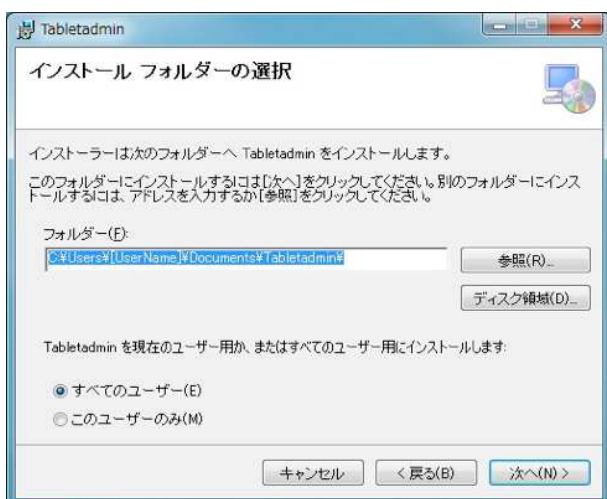 Tabletadmin
インストール フォルダーの選択
インストーラーは次のフォルダーへ Tabletadmin をインストールします。
このフォルダーにインストールするには[次へ]をクリックしてください。別のフォルダーにインス
トールするには、アドレスを入力するか[参照]をクリックしてください。
フォルダー(F):
C:¥Users¥[UserName]¥Documents¥Tabletadmin¥
参照(R)...
ディスク領域(D)...
Tabletadmin を現在のユーザー用か、またはすべてのユーザー用にインストールします:
すべてのユーザー(E)
このユーザーのみ(M)
キャンセル
< 戻る(B)
次へ(N) >